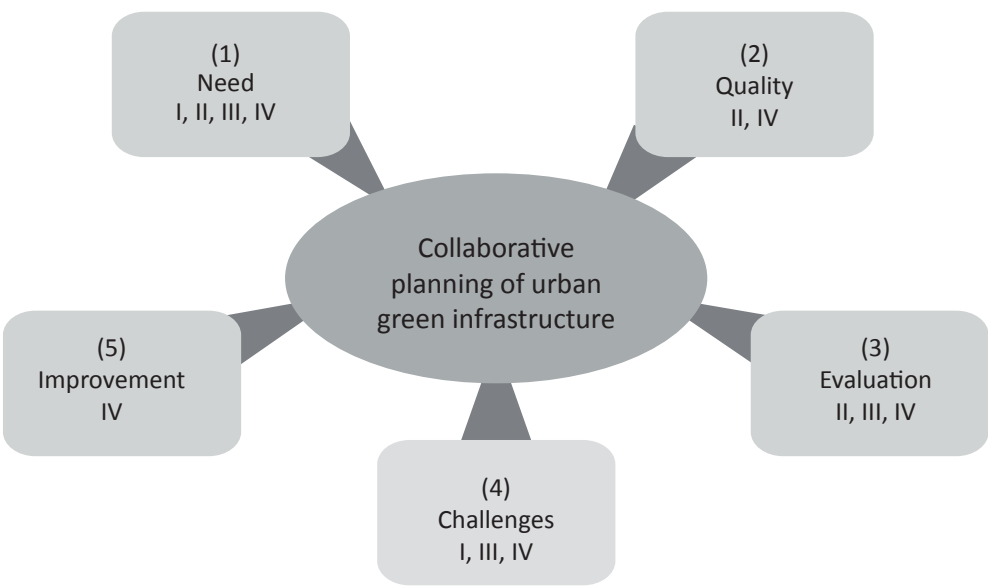 (1)
Need
I, II, III, IV
(2)
Quality
II, IV
Collaborative
planning of urban
green infrastructure
(5)
Improvement
IV
(3)
Evaluation
II, III, IV
(4)
Challenges
I, III, IV